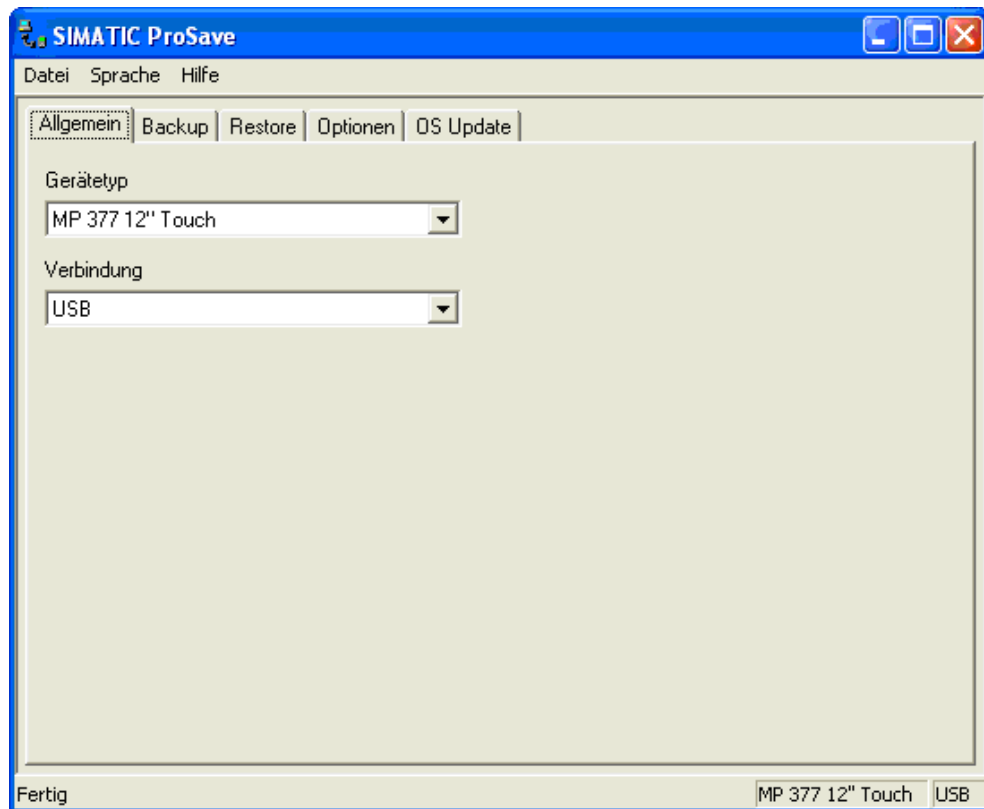 SIMATIC ProSave
Datei Sprache Hilfe
Allgemein Backup Restore Optionen OS Update
Gerätetyp
MP 377 12" Touch
Verbindung
USB
Fertig MP 377 12" Touch USB